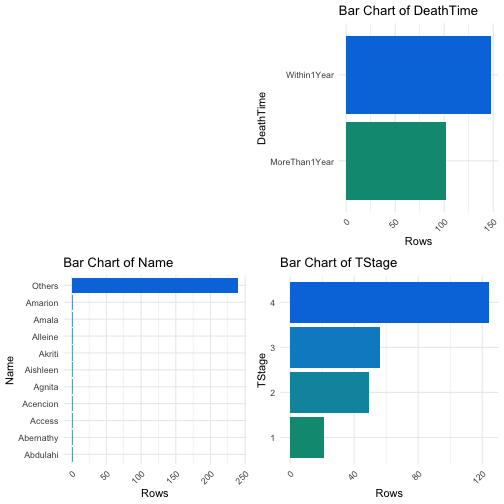 Bar Chart of DeathTime
DeathTime
Within1Year
MoreThan1Year
0
50
100
150
Rows
Bar Chart of Name
Name
Others
Amarion
Amala
Alleine
Akriti
Aishleen
Agnita
Acencion
Access
Abernathy
Abdulahi
0
50
100
150
200
250
Rows
Bar Chart of TStage
TStage
4
3
2
1
0
40
80
120
Rows